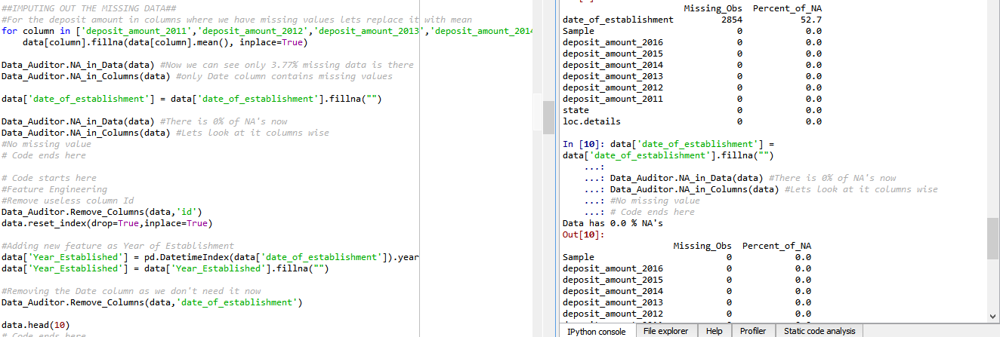 ##IMPUTING OUT THE MISSING DATA##
#For the deposit amount in columns where we have missing values lets replace it with mean
for column in ['deposit_amount_2011','deposit_amount_2012','deposit_amount_2013','deposit_amount_2014
data[column].fillna(data[column].mean(), inplace=True)
Data_Auditor.NA_in_Data(data) #Now we can see only 3.77% missing data is there
Data_Auditor.NA_in_Columns(data) #only Date column contains missing values
data['date_of_establishment'] = data['date_of_establishment'].fillna("")
Data_Auditor.NA_in_Data(data) #There is 0% of NA's now
Data_Auditor.NA_in_Columns(data) #Lets look at it columns wise
#No missing value
# Code ends here
# Code starts here
#Feature Engineering
#Remove useless column Id
Data_Auditor.Remove_Columns(data,'id')
data.reset_index(drop=True,inplace=True)
#Adding new feature as Year of Establishment
data['Year_Established'] = pd.DatetimeIndex(data['date_of_establishment']).year
data['Year_Established'] = data['Year_Established'].fillna("")
#Removing the Date column as we don't need it now
Data_Auditor.Remove_Columns(data,'date_of_establishment')
data.head(10)
# Code ends here
Missing_Obs Percent_of_NA
date_of_establishment 2854 52.7
Sample 0 0.0
deposit_amount_2016 0 0.0
deposit_amount_2015 0 0.0
deposit_amount_2014 0 0.0
deposit_amount_2013 0 0.0
deposit_amount_2012 0 0.0
deposit_amount_2011 0 0.0
state 0 0.0
loc.details 0 0.0
In [10]: data['date_of_establishment'] =
data['date_of_establishment'].fillna("")
...:
...: Data_Auditor.NA_in_Data(data) #There is 0% of NA's now
...: Data_Auditor.NA_in_Columns(data) #Lets look at it columns wise
...: #No missing value
...: # Code ends here
Data has 0.0 % NA's
Out[10]:
Missing_Obs Percent_of_NA
Sample 0 0.0
deposit_amount_2016 0 0.0
deposit_amount_2015 0 0.0
deposit_amount_2014 0 0.0
deposit_amount_2013 0 0.0
deposit_amount_2012 0 0.0
IPython console File explorer Help Profiler Static code analysis